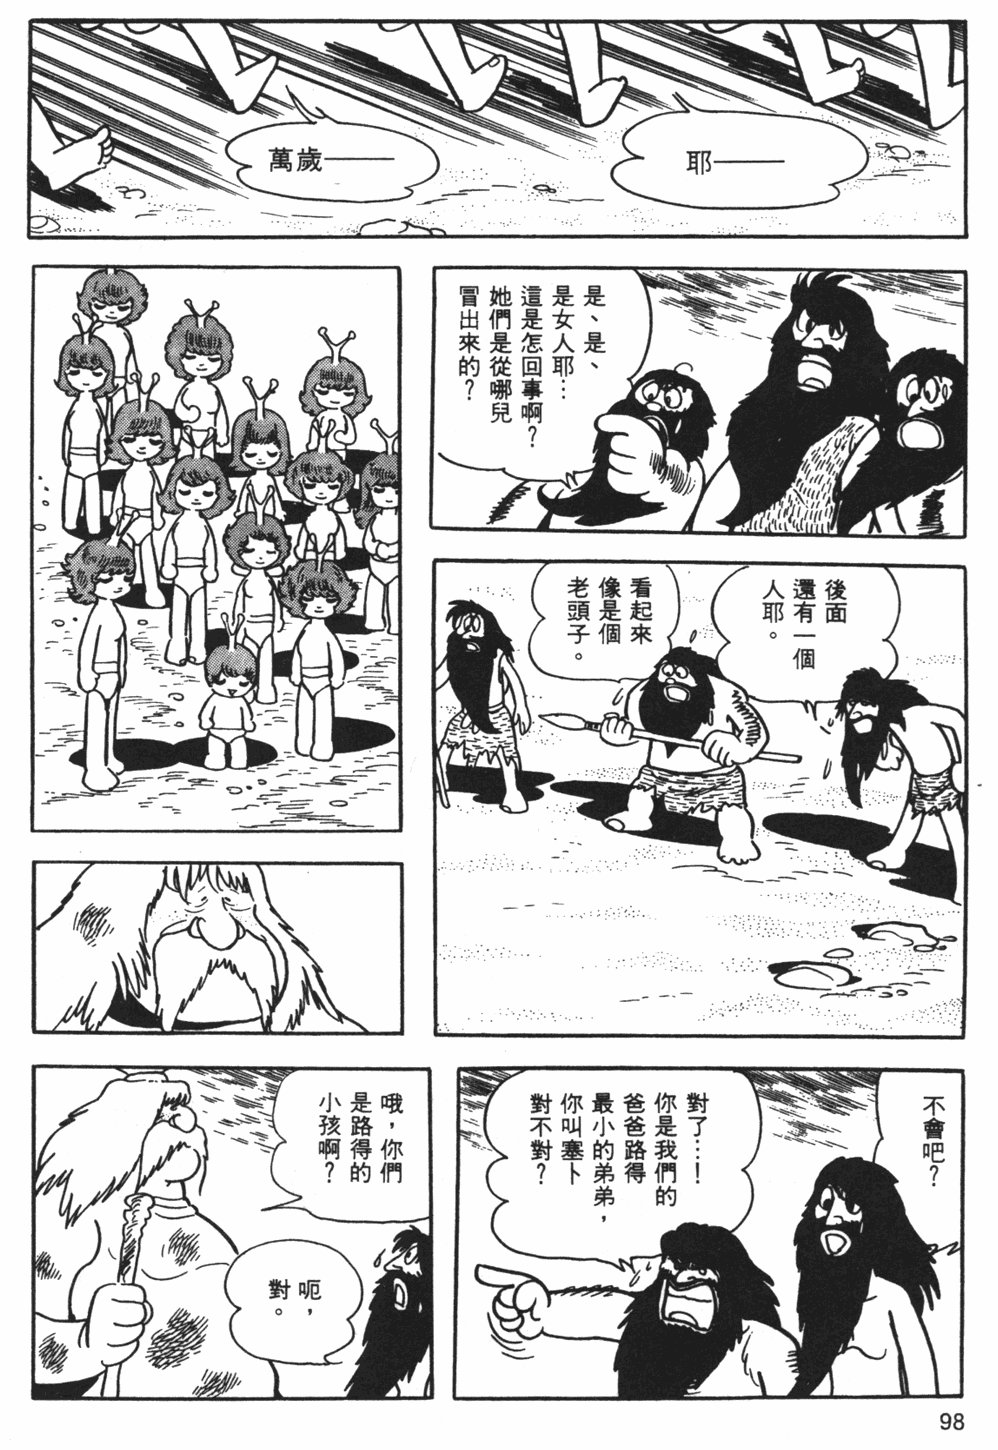 耶——
萬歲——
是、是、
是女人耶…
這是怎回事啊？
她們是從哪兒
冒出來的？
後面
還有一個
人耶。
看起來
像是個
老頭子。
不會吧？
對了…！
你是我們的
爸爸路得
最小的弟弟，
你叫塞卜
對不對？
哦，你們
是路得的
小孩啊？
呃，
對。
98